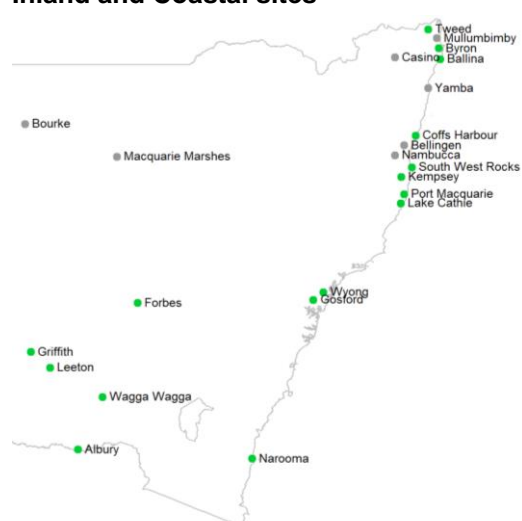 Inland and Coastal sites
Tweed
Mullumbimby
Byron
Casino
Ballina
Yamba
Bourke
Coffs Harbour
Bellingen
Nambucca
Macquarie Marshes
South West Rocks
Kempsey
Port Macquarie
Lake Cathie
Wyong
Gosford
Forbes
Griffith
Leeton
Wagga Wagga
Albury
Narooma